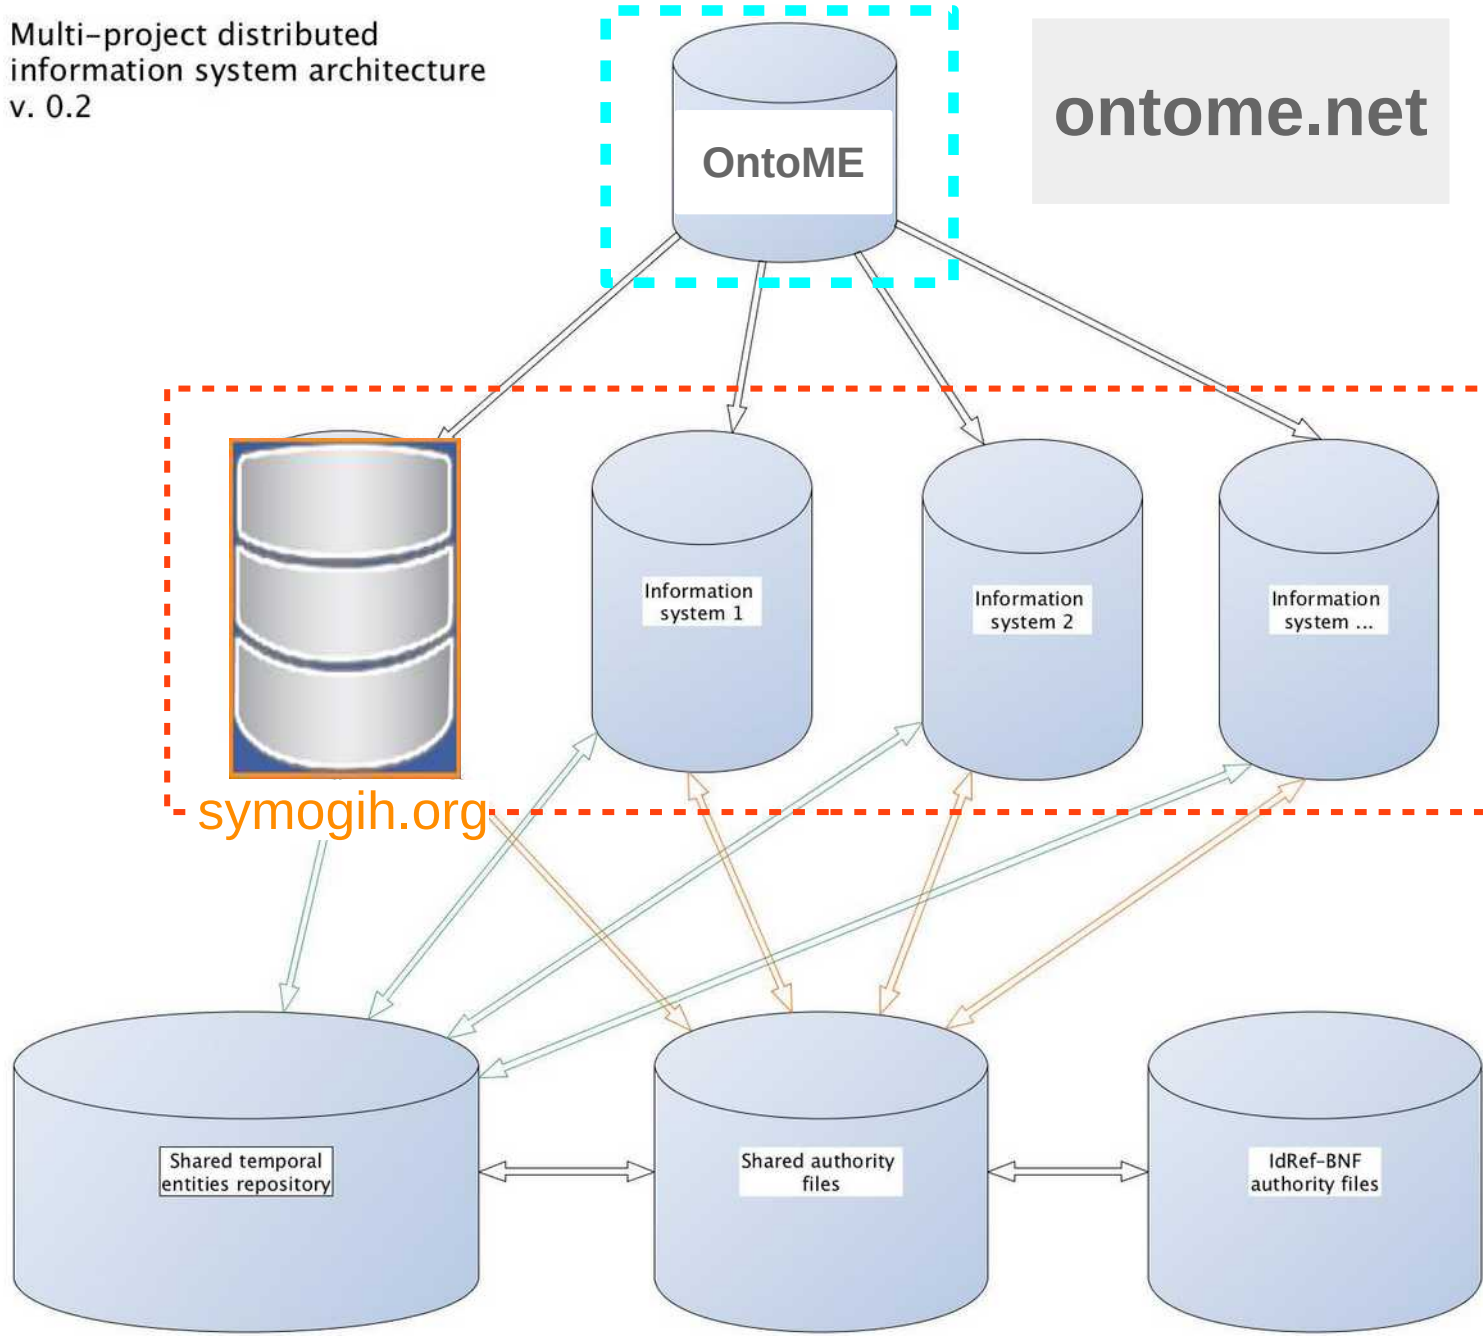 Multi-project distributed
information system architecture
v. 0.2
OntoME
ontome.net
Information
system 1
Information
system 2
Information
system ...
symogih.org
Shared temporal
entities repository
Shared authority
files
IdRef-BNF
authority files